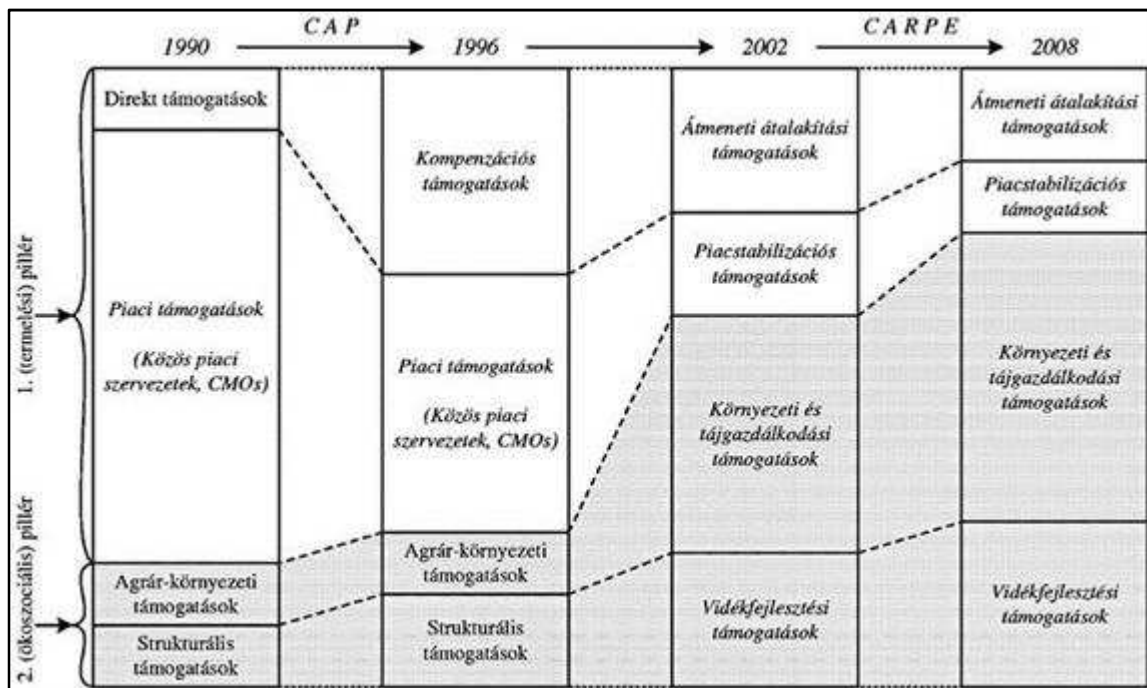 CAP
CARPE
1990
1996
2002
2008
1. (termelési) pillér
2. (ökoszociális) pillér
Direkt támogatások
Piaci támogatások
(Közös piaci
szervezetek, CMOs)
Agrár-környezeti
támogatások
Strukturális
támogatások
Kompenzációs
támogatások
Piaci támogatások
(Közös piaci
szervezetek, CMOs)
Agrár-környezeti
támogatások
Strukturális
támogatások
Átmeneti átalakítási
támogatások
Piacstabilizációs
támogatások
Környezeti és
tájgazdálkodási
támogatások
Vidékfejlesztési
támogatások
Átmeneti átalakítási
támogatások
Piacstabilizációs
támogatások
Környezeti és
tájgazdálkodási
támogatások
Vidékfejlesztési
támogatások